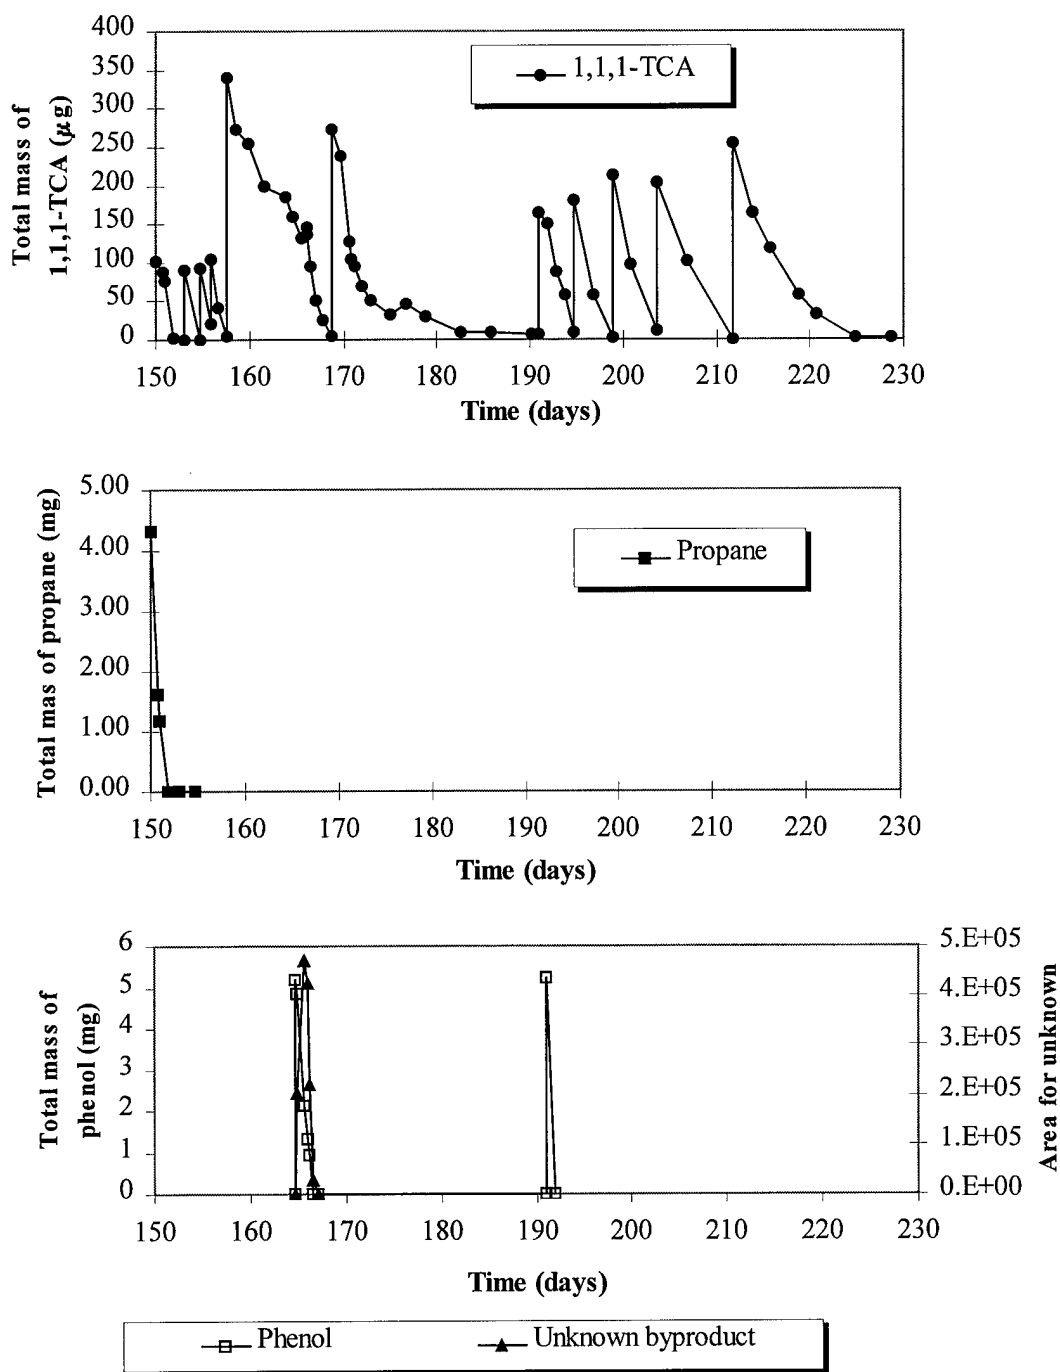 400
350
300
250
200
150
100
50
0
Total mass of
1,1,1-TCA (µg)
1,1,1-TCA
150 160 170 180 190 200 210 220 230
Time (days)
5.00
4.00
3.00
2.00
1.00
0.00
Total mas of propane (mg)
Propane
150 160 170 180 190 200 210 220 230
Time (days)
6
5
4
3
2
1
0
Total mass of
phenol (mg)
5.E+05
4.E+05
3.E+05
2.E+05
1.E+05
0.E+00
Area for unknown
150 160 170 180 190 200 210 220 230
Time (days)
Phenol Unknown byproduct